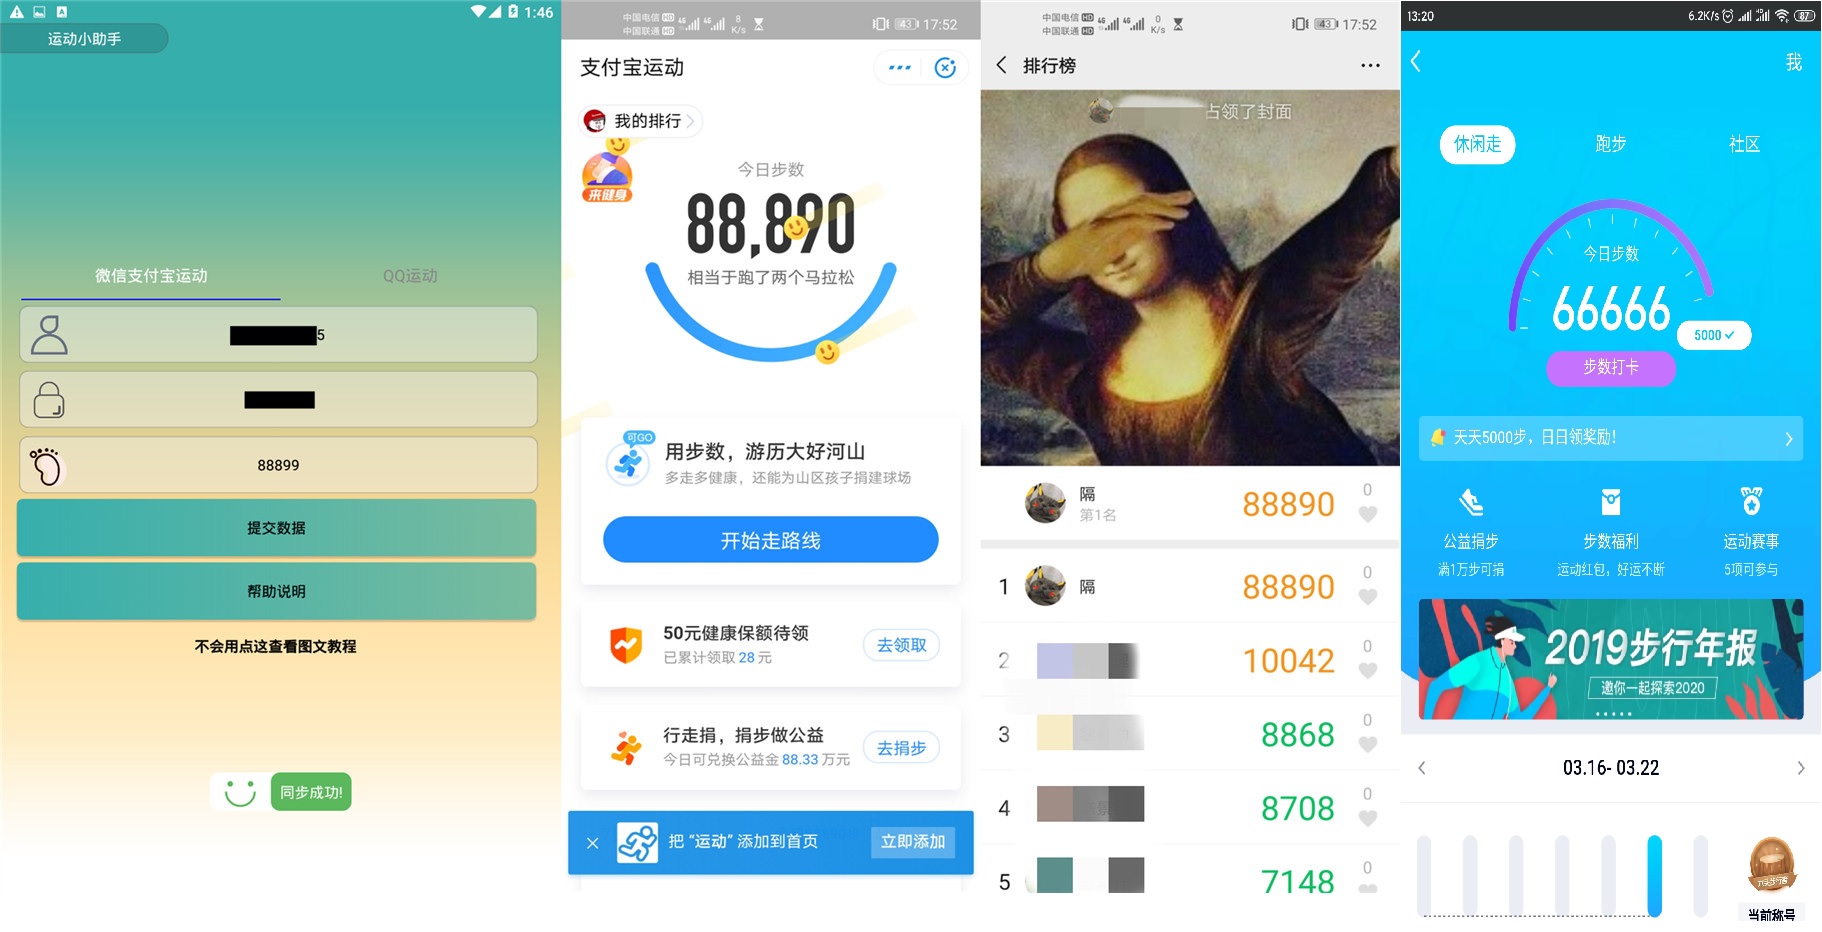 1:46
运动小助手
微信支付宝运动
QQ运动
5
88899
提交数据
帮助说明
不会用点这查看图文教程
同步成功!
中国电信 HD 4G 4G 8 43 17:52
中国联通 HD K/s
支付宝运动
我的排行
来健身
今日步数
88,890
相当于跑了两个马拉松
可GO
用步数，游历大好河山
多走多健康，还能为山区孩子捐建球场
开始走路线
50元健康保额待领
已累计领取 28 元
去领取
行走捐，捐步做公益
今日可兑换公益金 88.33 万元
去捐步
把 “运动” 添加到首页
立即添加
中国电信 HD 4G 4G 0 43 17:52
中国联通 HD K/s
排行榜
占领了封面
隔
第1名
88890
0
1
隔
88890
0
2
10042
0
3
8868
0
4
8708
0
5
7148
0
13:20
6.2K/s 87
我
休闲走
跑步
社区
今日步数
66666
5000
步数打卡
天天5000步，日日领奖励!
公益捐步
满1万步可捐
步数福利
运动红包，好运不断
运动赛事
5项可参与
2019步行年报
邀你一起探索2020
03.16- 03.22
当前称号